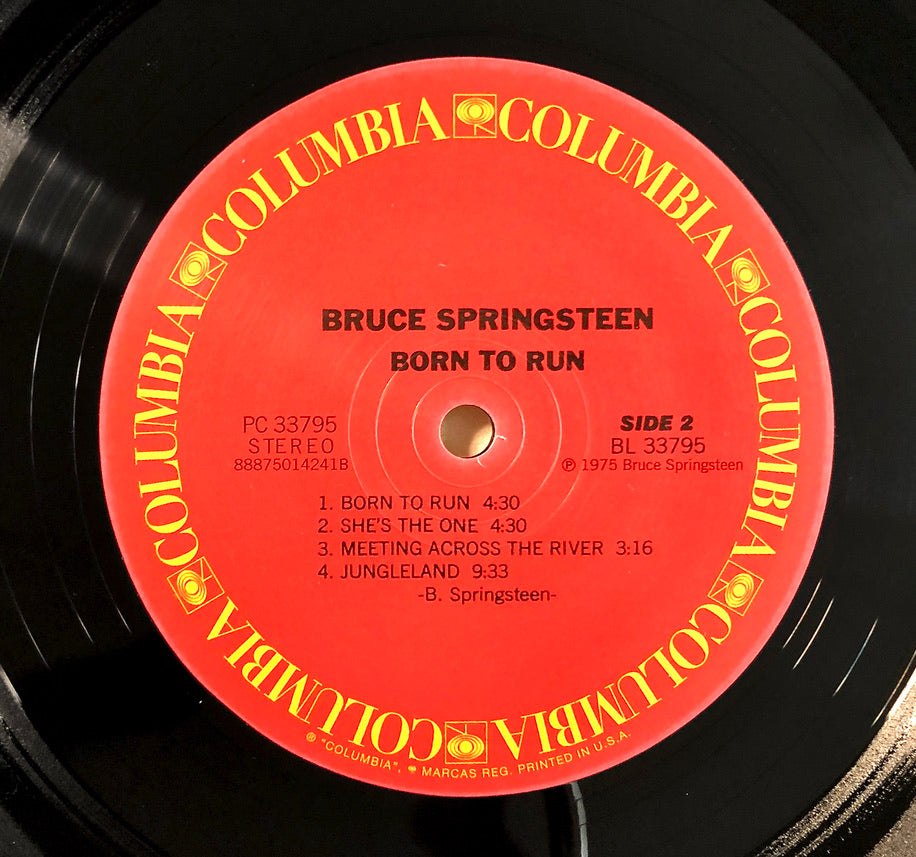 COLUMBIA COLUMBIA COLUMBIA COLUMBIA COLUMBIA COLUMBIA
BRUCE SPRINGSTEEN
BORN TO RUN
PC 33795
STEREO
88875014241B
SIDE 2
BL 33795
℗ 1975 Bruce Springsteen
1. BORN TO RUN 4:30
2. SHE'S THE ONE 4:30
3. MEETING ACROSS THE RIVER 3:16
4. JUNGLELAND 9:33
-B. Springsteen-
® "COLUMBIA", MARCAS REG. PRINTED IN U.S.A.